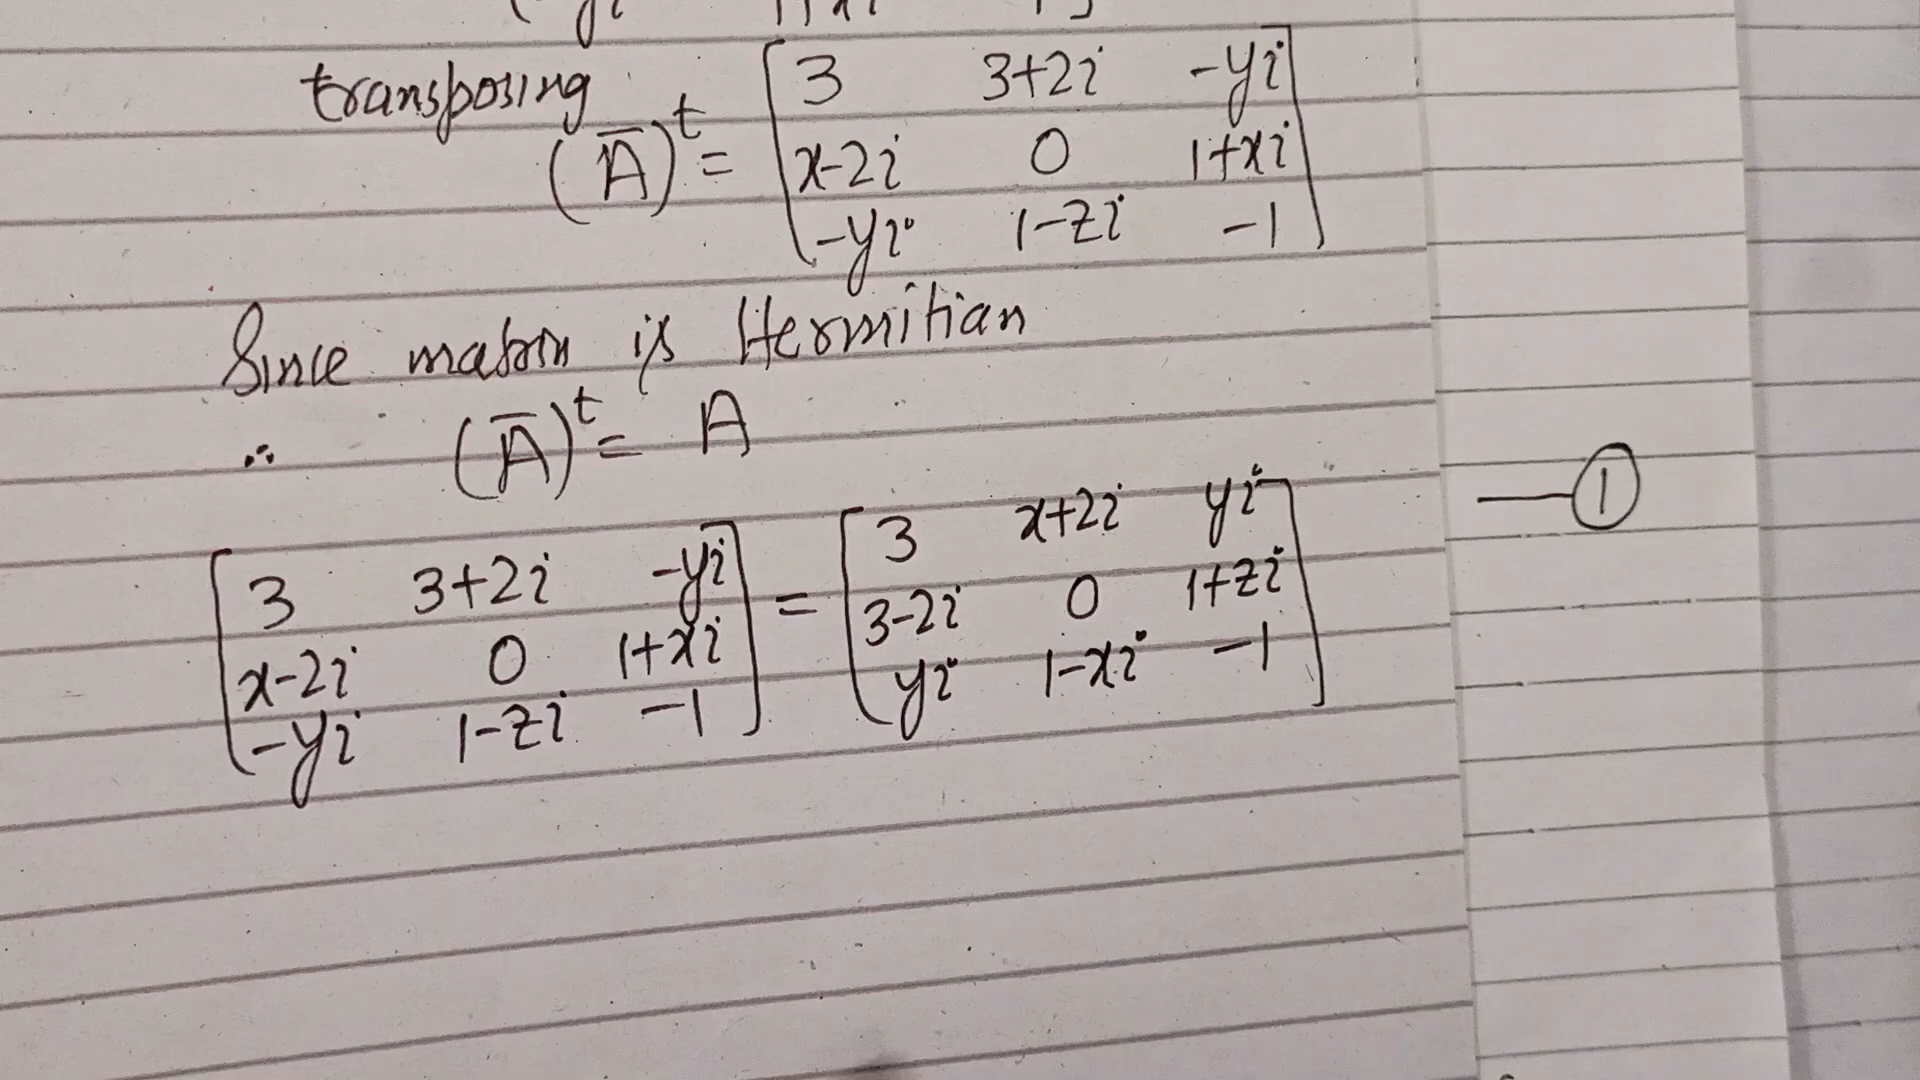 transposing
(A̅)ᵗ = [3 3+2i -yi
x-2i 0 1+xi
-yi 1-zi -1]
Since matrix is Hermitian
∴ (A̅)ᵗ = A
[3 3+2i -yi
x-2i 0 1+xi
-yi 1-zi -1] = [3 x+2i yi
3-2i 0 1+zi
yi 1-xi -1] —①